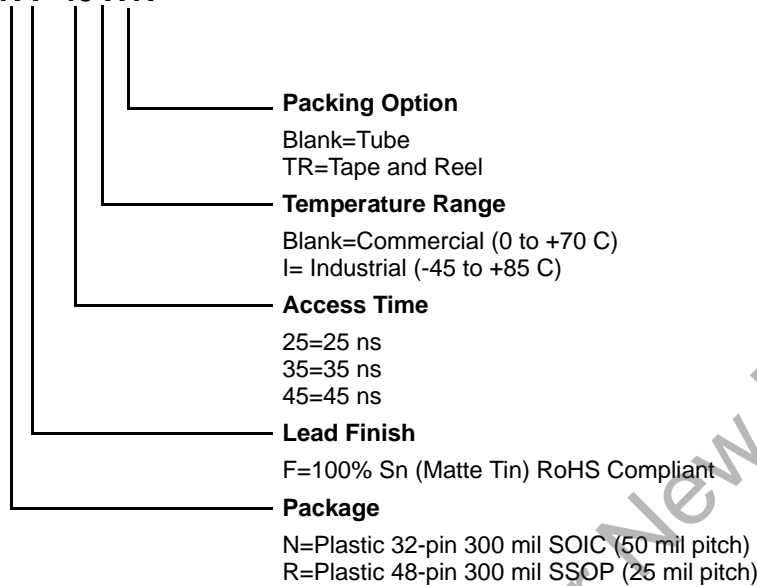 Packing Option
Blank=Tube
TR=Tape and Reel
Temperature Range
Blank=Commercial (0 to +70 C)
I= Industrial (-45 to +85 C)
Access Time
25=25 ns
35=35 ns
45=45 ns
Lead Finish
F=100% Sn (Matte Tin) RoHS Compliant
Package
N=Plastic 32-pin 300 mil SOIC (50 mil pitch)
R=Plastic 48-pin 300 mil SSOP (25 mil pitch)
New